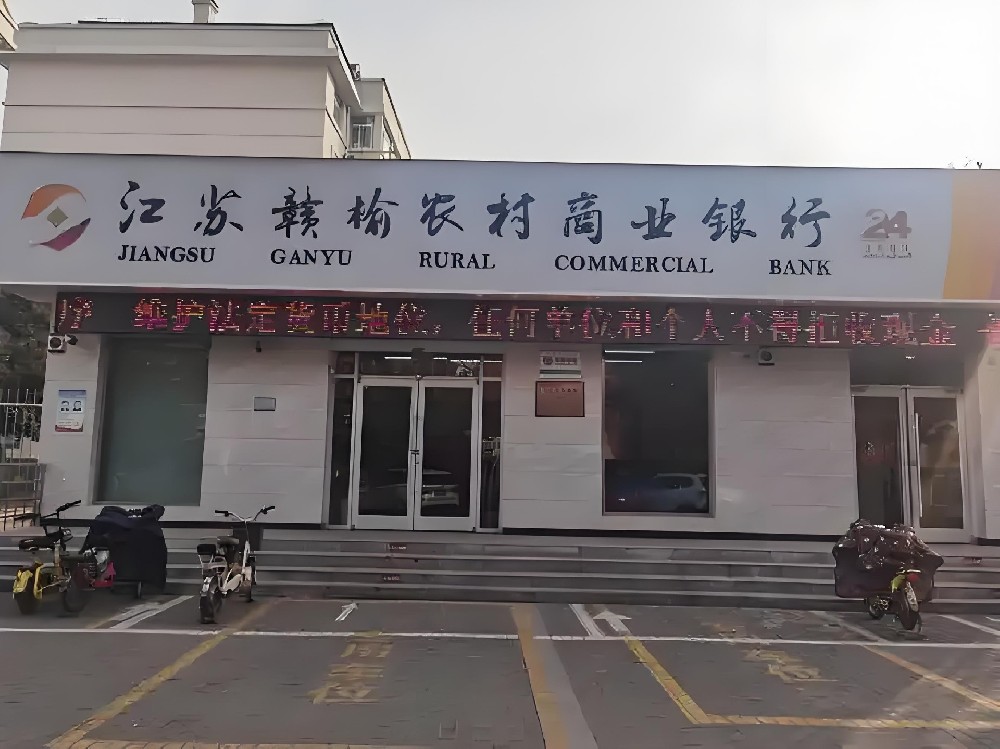 江苏赣榆农村商业银行
JIANGSU GANYU RURAL COMMERCIAL BANK
24
序 维护法定货币地位，任何单位和个人不得拒收现金